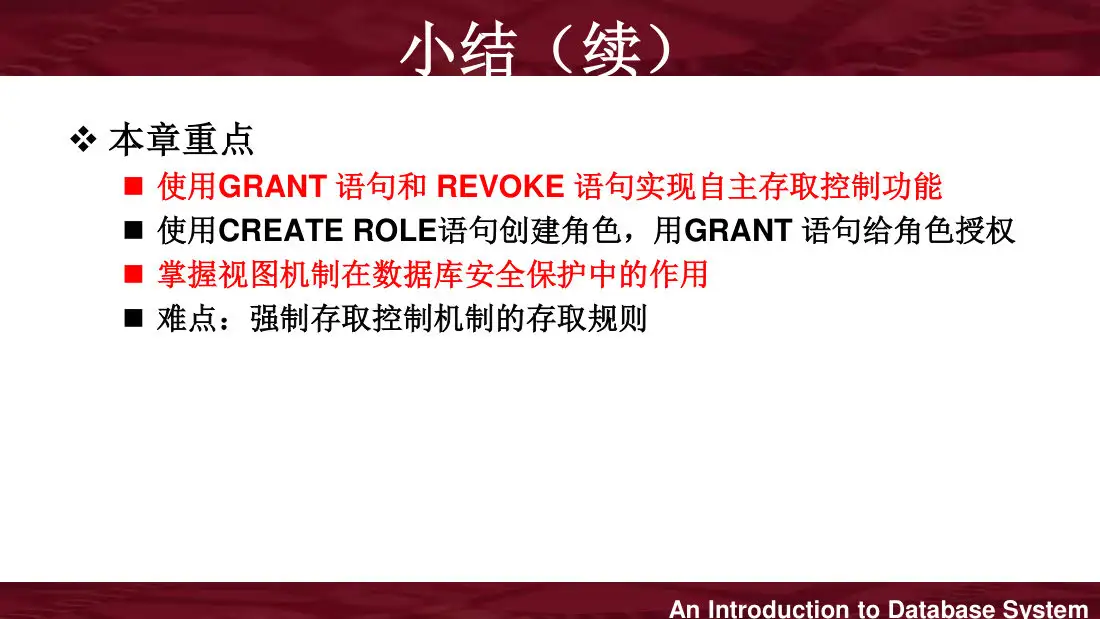 小结（续）
本章重点
使用GRANT 语句和 REVOKE 语句实现自主存取控制功能
使用CREATE ROLE语句创建角色，用GRANT 语句给角色授权
掌握视图机制在数据库安全保护中的作用
难点：强制存取控制机制的存取规则
An Introduction to Database System